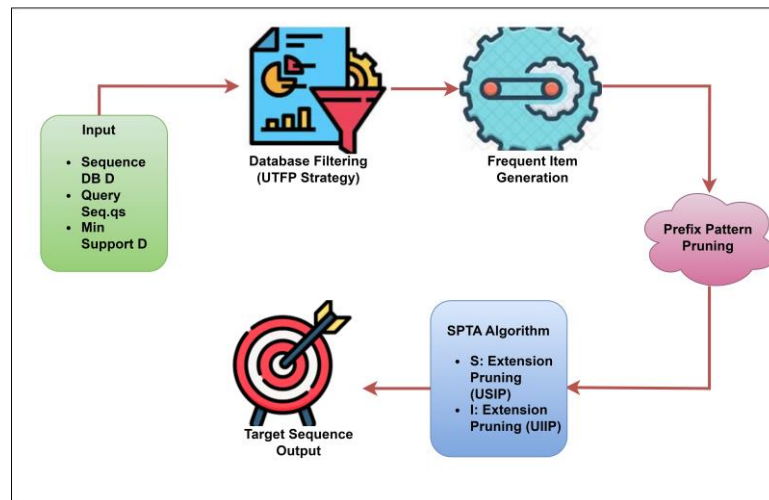 Input
• Sequence
DB D
• Query
Seq.qs
• Min
Support D
Database Filtering
(UTFP Strategy)
Frequent Item
Generation
Prefix Pattern
Pruning
SPTA Algorithm
• S: Extension
Pruning
(USIP)
• I: Extension
Pruning (UIIP)
Target Sequence
Output